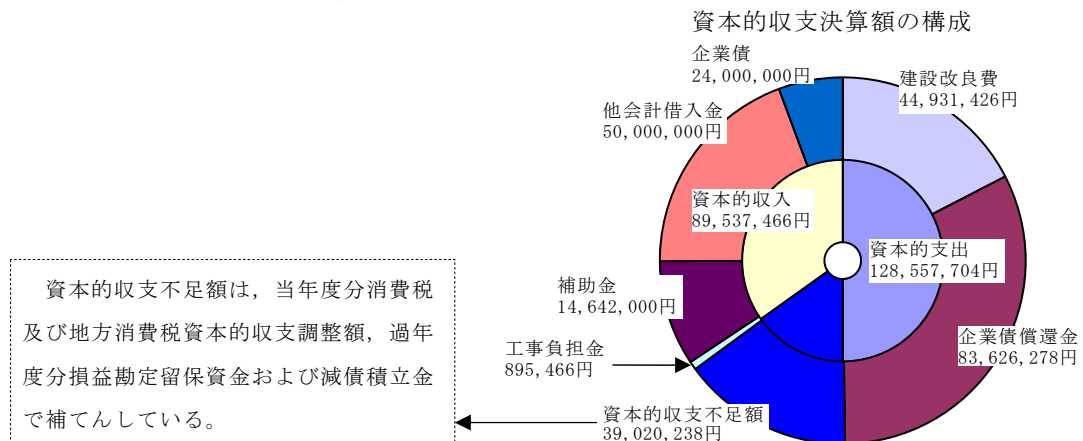 資本的収支決算額の構成
企業債
24,000,000円
建設改良費
44,931,426円
他会計借入金
50,000,000円
資本的収入
89,537,466円
資本的支出
128,557,704円
補助金
14,642,000円
企業債償還金
83,626,278円
工事負担金
895,466円
資本的収支不足額
39,020,238円
資本的収支不足額は，当年度分消費税
及び地方消費税資本的収支調整額，過年
度分損益勘定留保資金および減債積立金
で補てんしている。